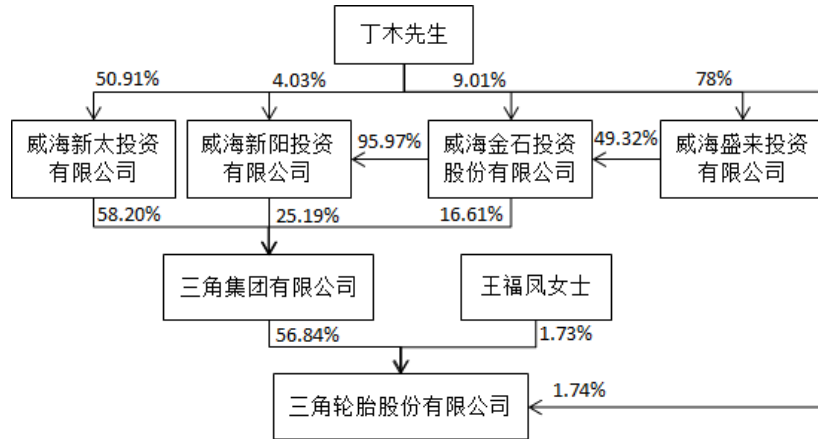 丁木先生
50.91%
4.03%
9.01%
78%
威海新太投资
有限公司
威海新阳投资
有限公司
95.97%
威海金石投资
股份有限公司
49.32%
威海盛来投资
有限公司
58.20%
25.19%
16.61%
三角集团有限公司
王福凤女士
56.84%
1.73%
三角轮胎股份有限公司
1.74%